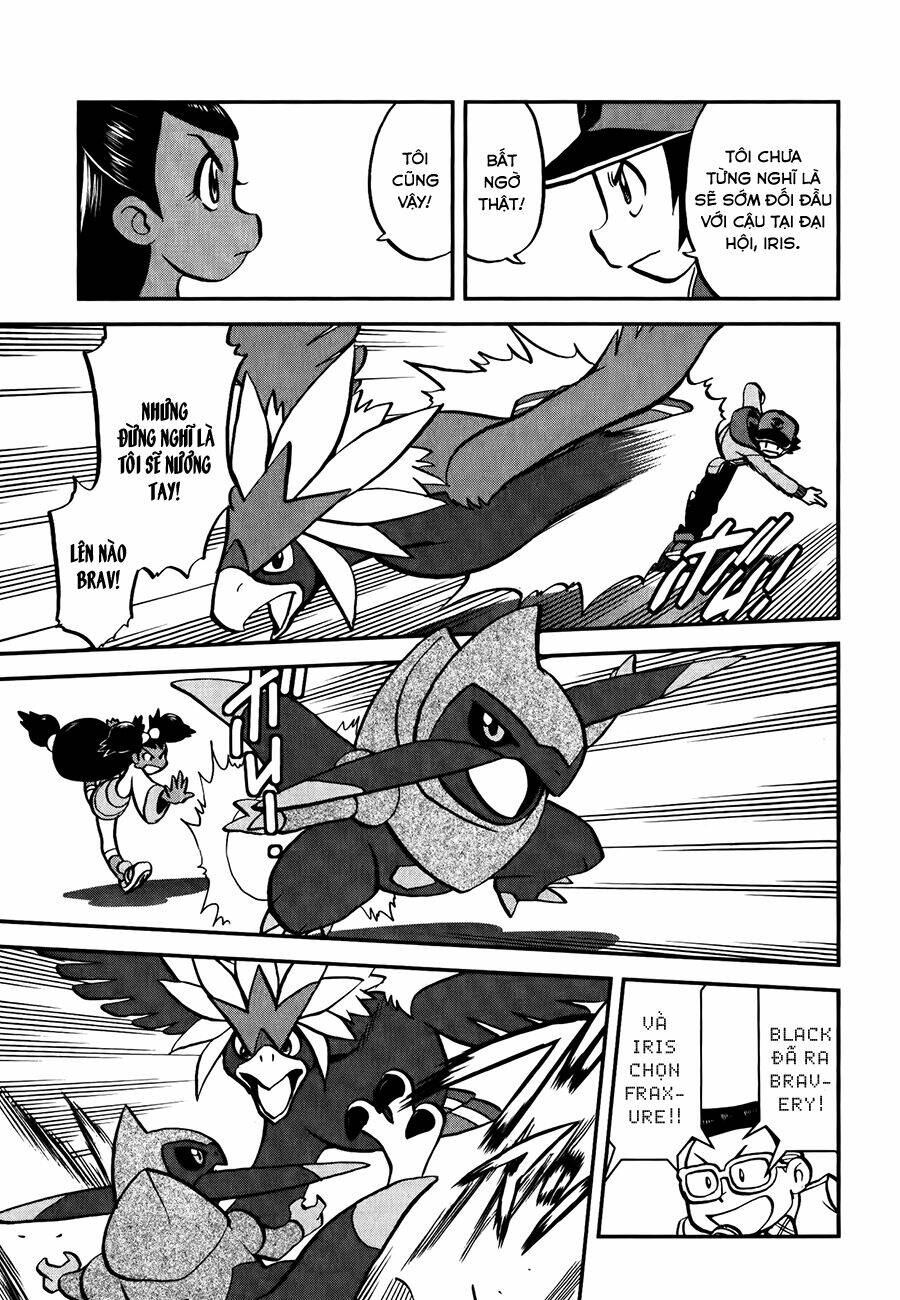 TÔI CHƯA
TỪNG NGHĨ LÀ
SẼ SỚM ĐỐI ĐẦU
VỚI CẬU TẠI ĐẠI
HỘI, IRIS.
BẤT
NGỜ
THẬT!
TÔI
CŨNG
VẬY!
NHƯNG
ĐỪNG NGHĨ LÀ
TÔI SẼ NƯƠNG
TAY!
LÊN NÀO
BRAV!
BLACK
ĐÃ RA
BRAV-
ERY!
VÀ
IRIS
CHỌN
FRAX-
URE!!